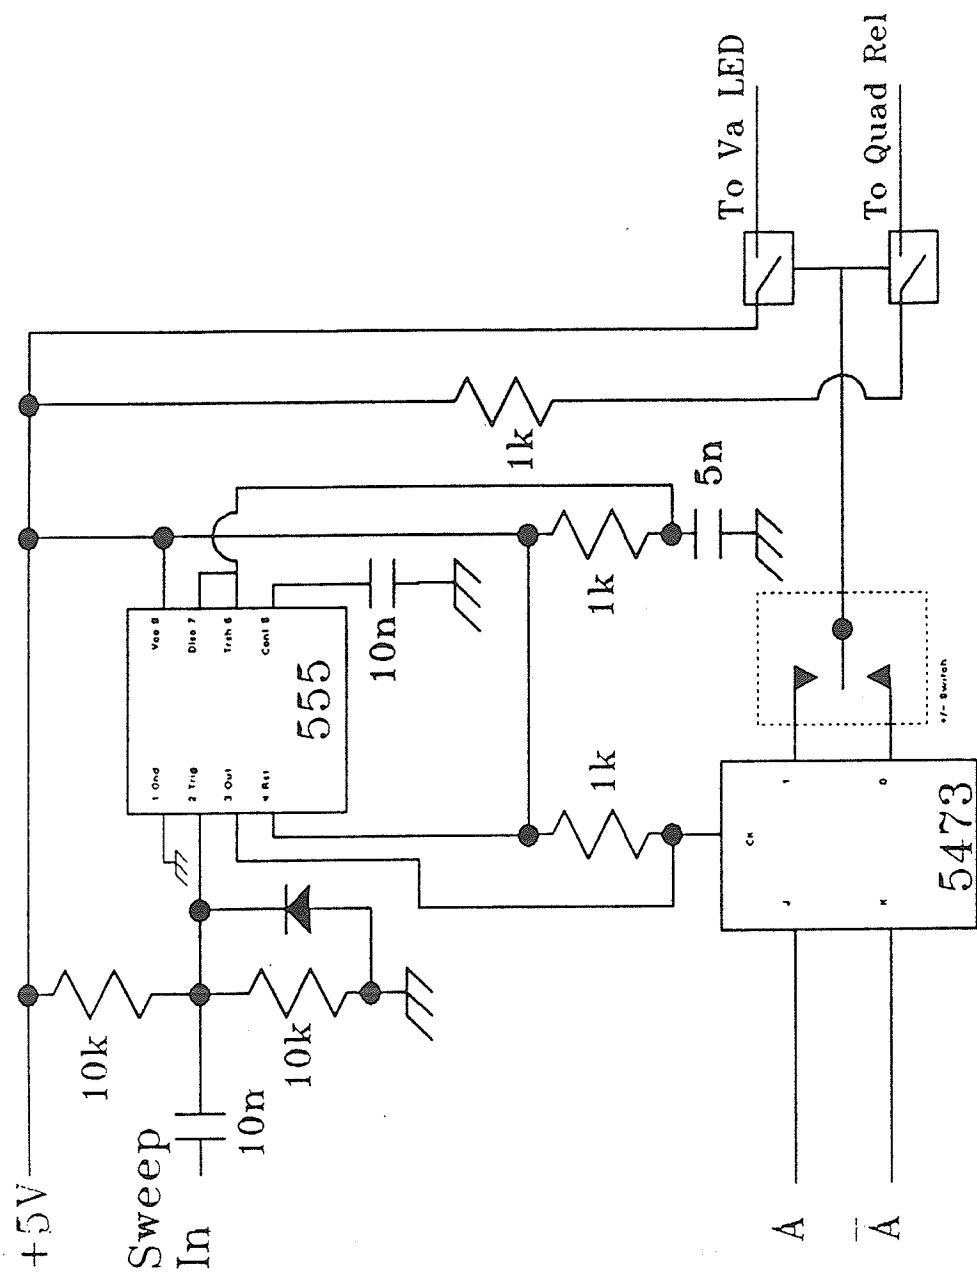 +5V
Sweep
In
10k
10n
10k
1 Gnd
2 Trig
3 Out
4 Rst
Vcc 8
Disc 7
Trsh 6
Cont 5
555
10n
1k
1k
5n
1k
To Va LED
To Quad Rel
A
A̅
J
K
CK
1
0
5473
+/- Switch